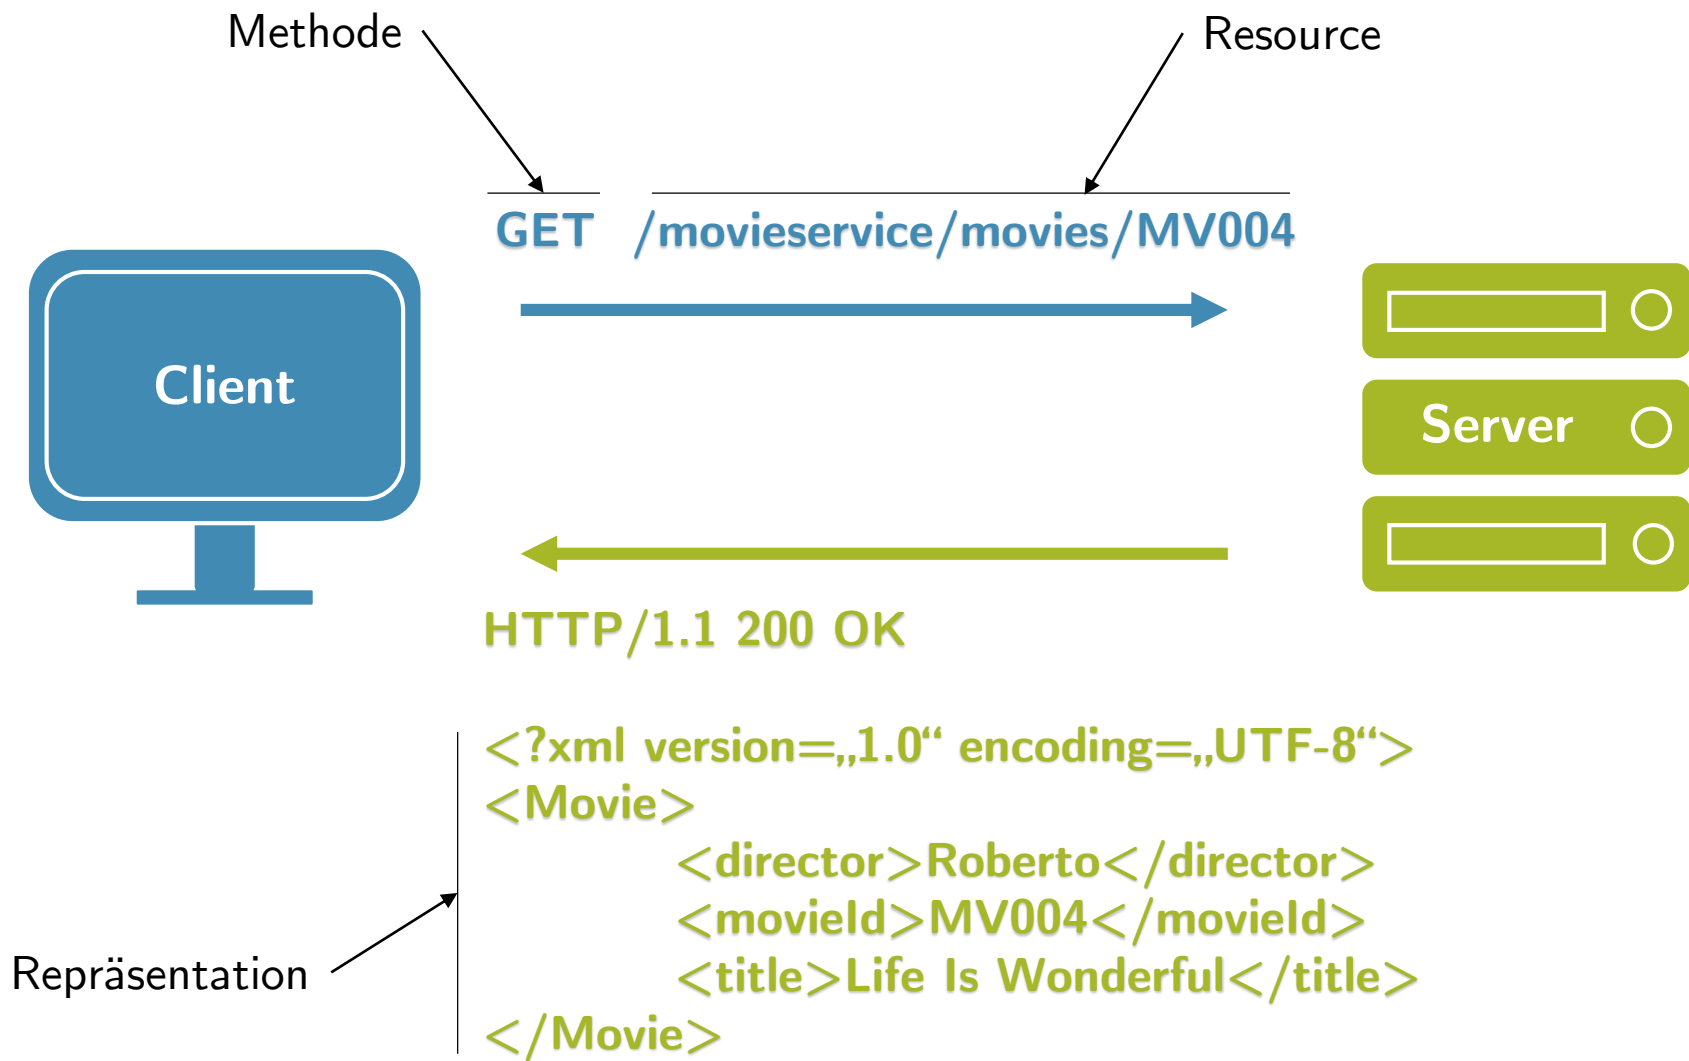 Methode
Resource
GET /movieservice/movies/MV004
Client
Server
HTTP/1.1 200 OK
<?xml version=„1.0“ encoding=„UTF-8“>
<Movie>
<director>Roberto</director>
<movieId>MV004</movieId>
<title>Life Is Wonderful</title>
Repräsentation
</Movie>